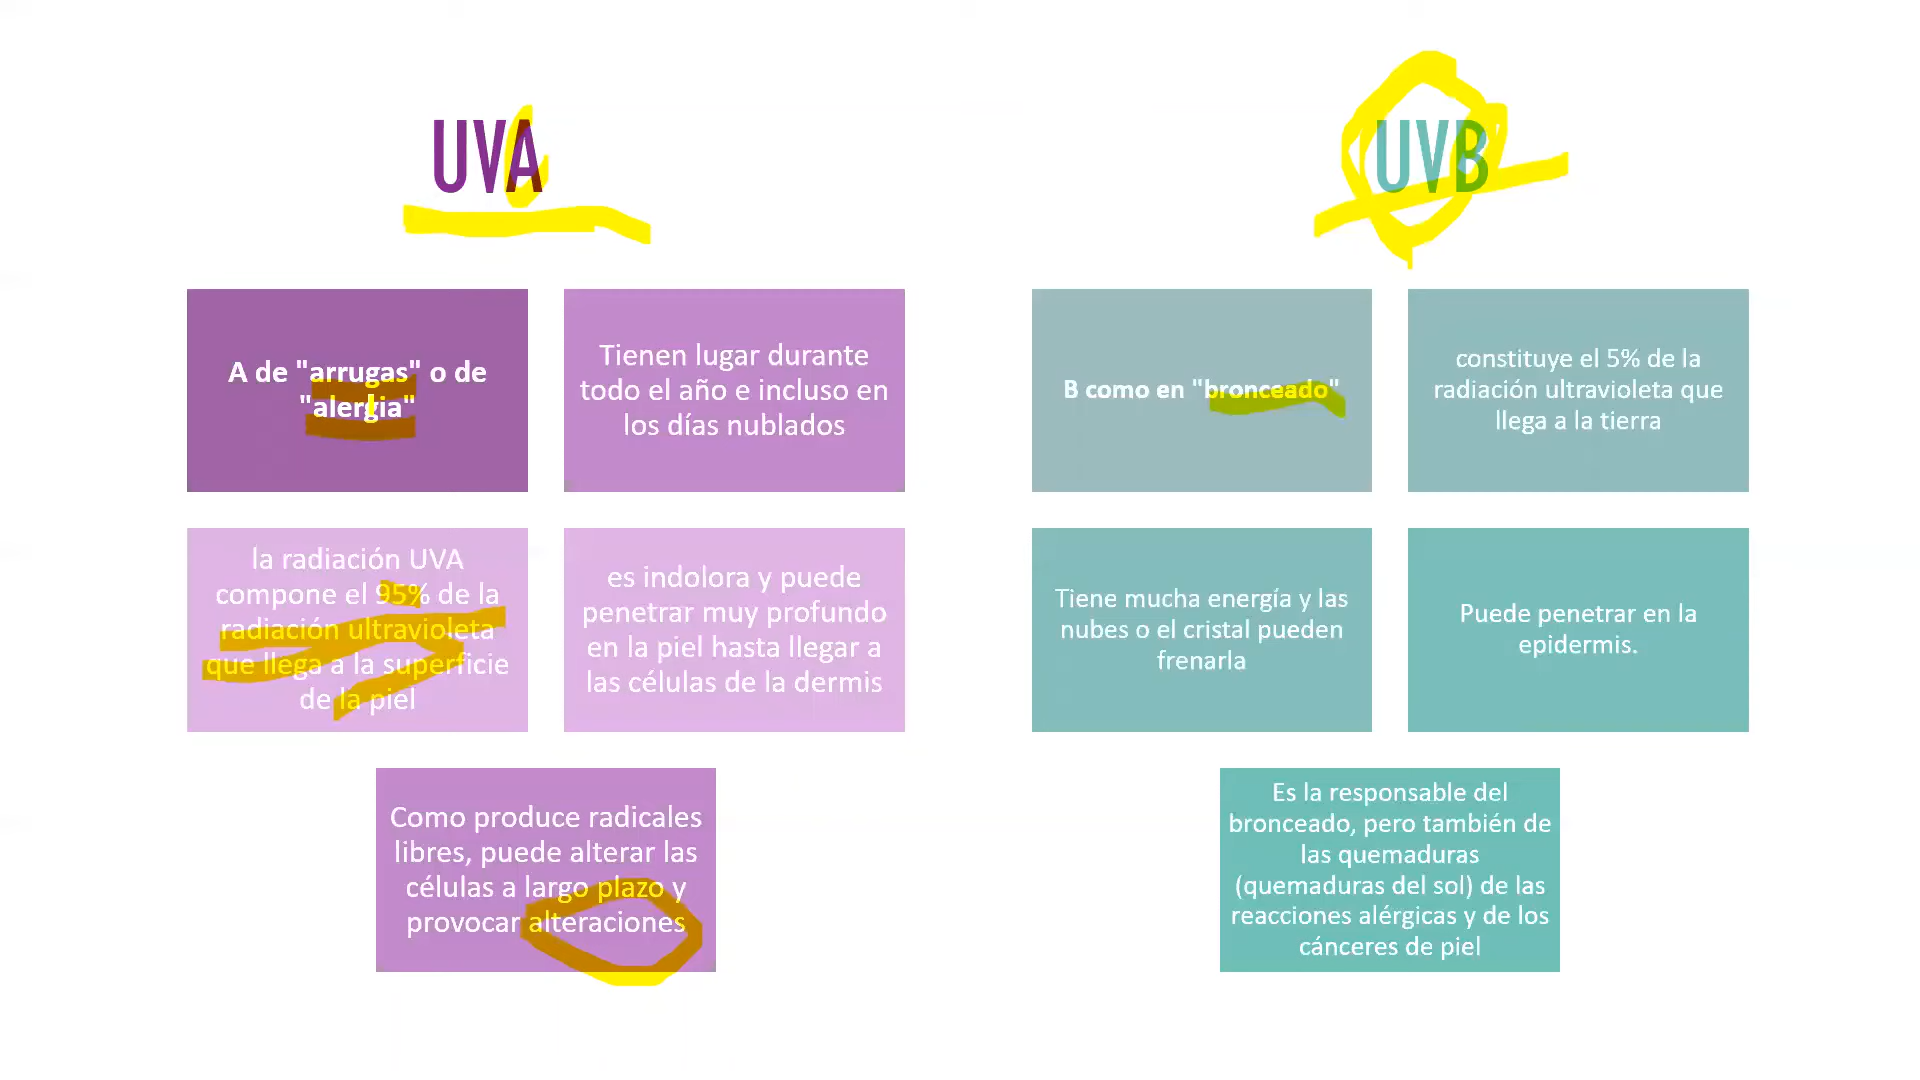 UVA
A de "arrugas" o de
"alergia"
Tienen lugar durante
todo el año e incluso en
los días nublados
la radiación UVA
compone el 95% de la
radiación ultravioleta
que llega a la superficie
de la piel
es indolora y puede
penetrar muy profundo
en la piel hasta llegar a
las células de la dermis
Como produce radicales
libres, puede alterar las
células a largo plazo y
provocar alteraciones
UVB
B como en "bronceado"
constituye el 5% de la
radiación ultravioleta que
llega a la tierra
Tiene mucha energía y las
nubes o el cristal pueden
frenarla
Puede penetrar en la
epidermis.
Es la responsable del
bronceado, pero también de
las quemaduras
(quemaduras del sol) de las
reacciones alérgicas y de los
cánceres de piel